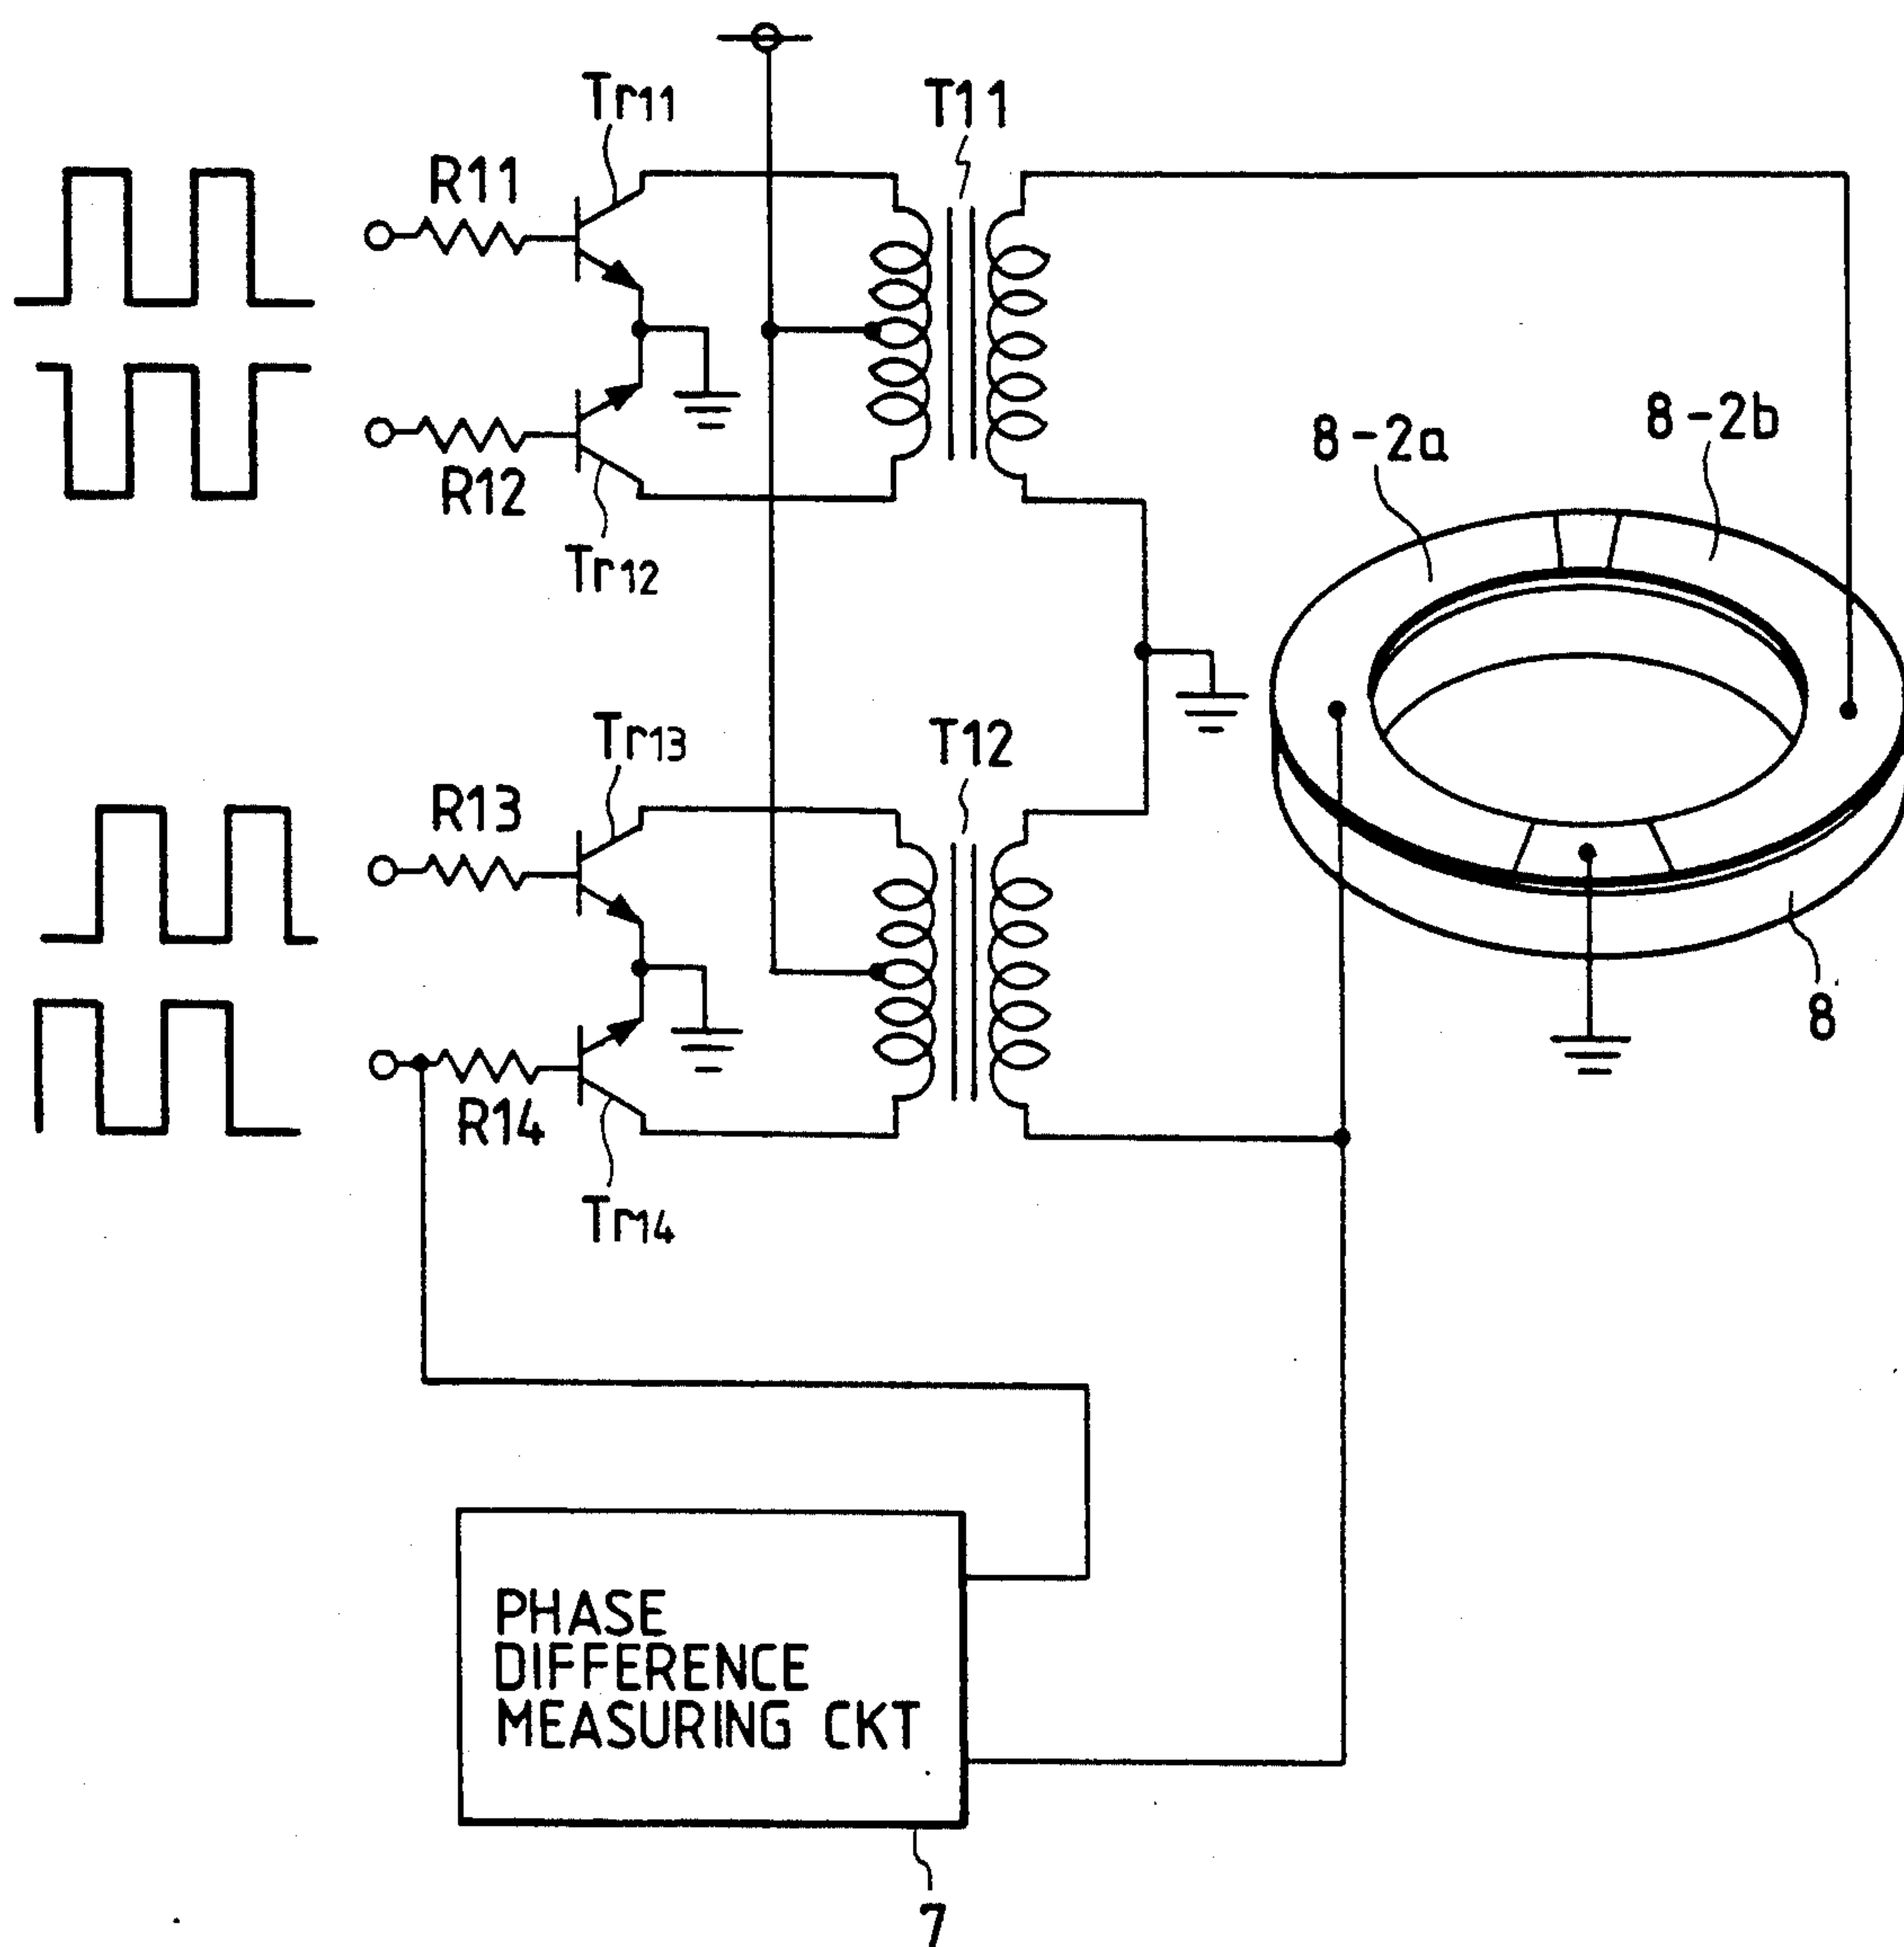 Tr11
T11
R11
R12
Tr12
8-2a
8-2b
Tr13
T12
R13
8
R14
Tr14
PHASE
DIFFERENCE
MEASURING CKT
7